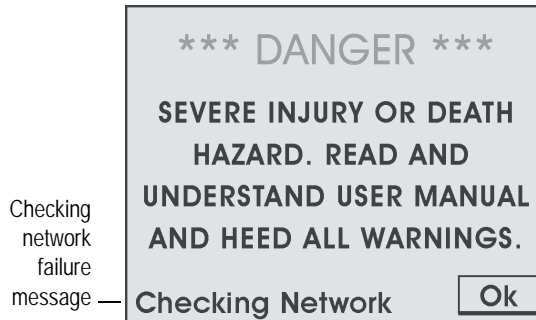 *** DANGER ***
SEVERE INJURY OR DEATH
HAZARD. READ AND
UNDERSTAND USER MANUAL
AND HEED ALL WARNINGS.
Checking Network
Ok
Checking
network
failure
message